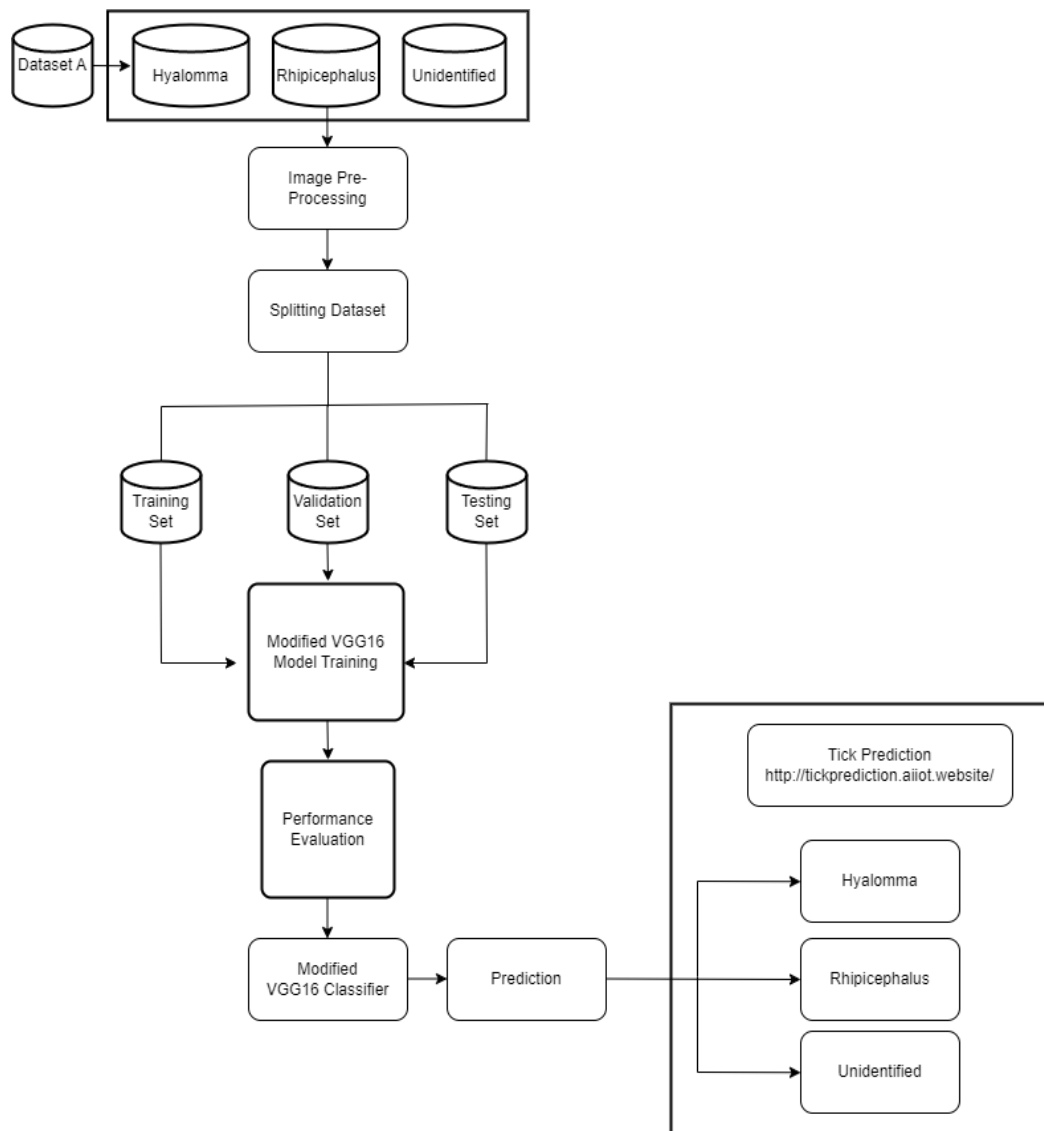 Dataset A
Hyalomma
Rhipicephalus
Unidentified
Image Pre-
Processing
Splitting Dataset
Training
Set
Validation
Set
Testing
Set
Modified VGG16
Model Training
Performance
Evaluation
Modified
VGG16 Classifier
Prediction
Tick Prediction
http://tickprediction.aiiot.website/
Hyalomma
Rhipicephalus
Unidentified